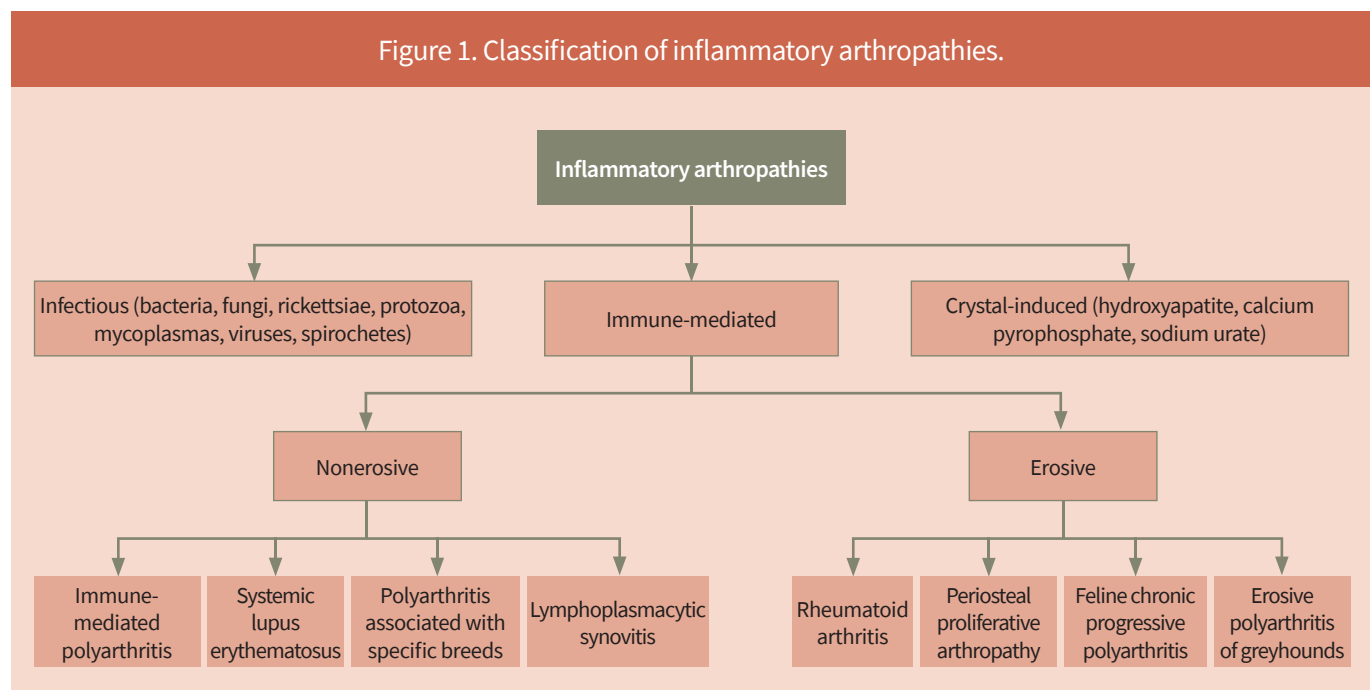 Figure 1. Classification of inflammatory arthropathies.
Inflammatory arthropathies
Infectious (bacteria, fungi, rickettsiae, protozoa,
mycoplasmas, viruses, spirochetes)
Immune-mediated
Crystal-induced (hydroxyapatite, calcium
pyrophosphate, sodium urate)
Nonerosive
Erosive
Immune-
mediated
polyarthritis
Systemic
lupus
erythematosus
Polyarthritis
associated with
specific breeds
Lymphoplasmacytic
synovitis
Rheumatoid
arthritis
Periosteal
proliferative
arthropathy
Feline chronic
progressive
polyarthritis
Erosive
polyarthritis
of greyhounds